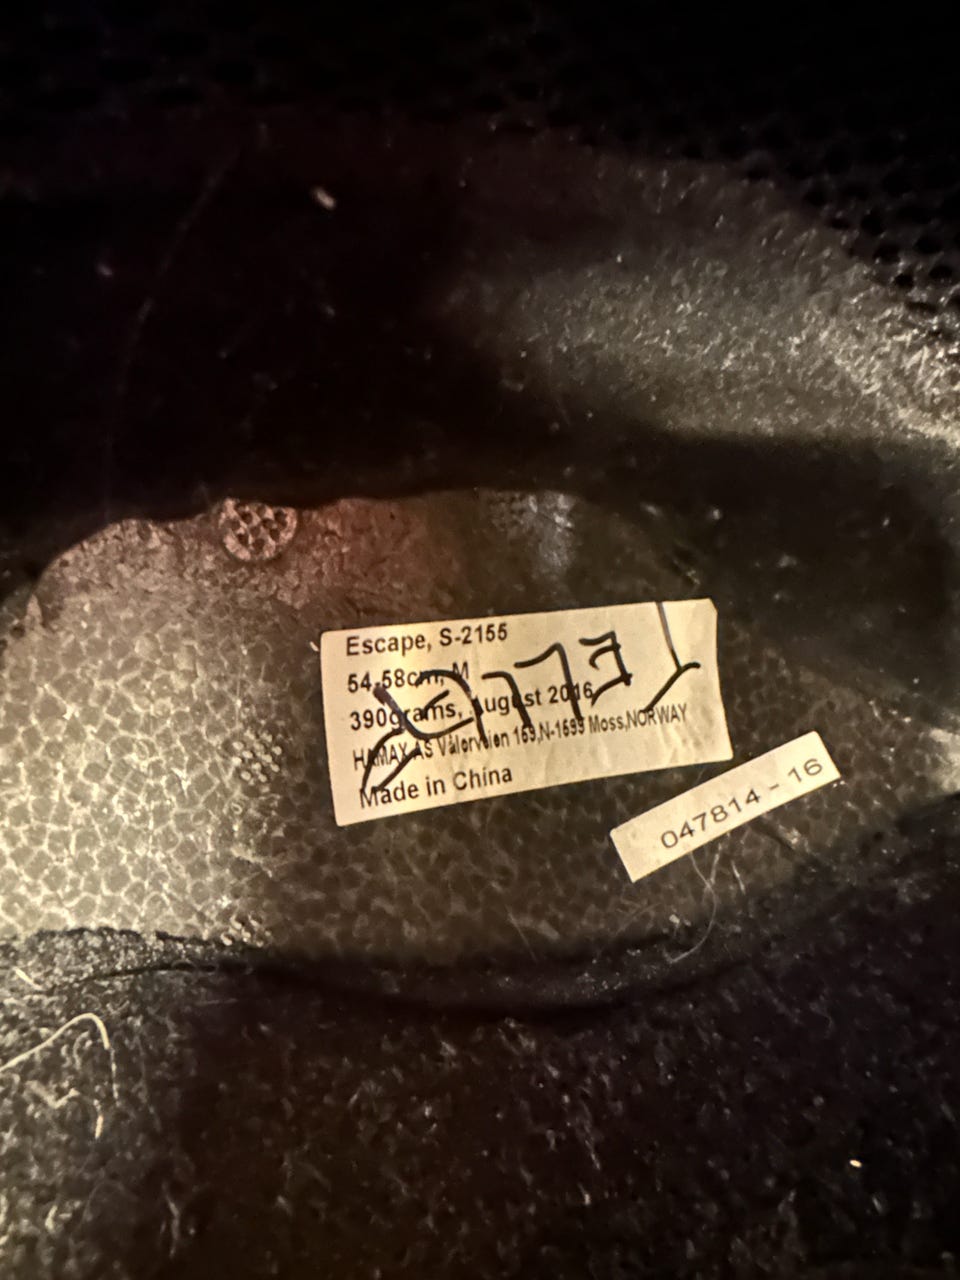 Escape, S-2155
54-58cm, M
390grams, August 2016
HAMAX AS Vålerveien 159,N-1599 Moss,NORWAY
Made in China
047814 - 16